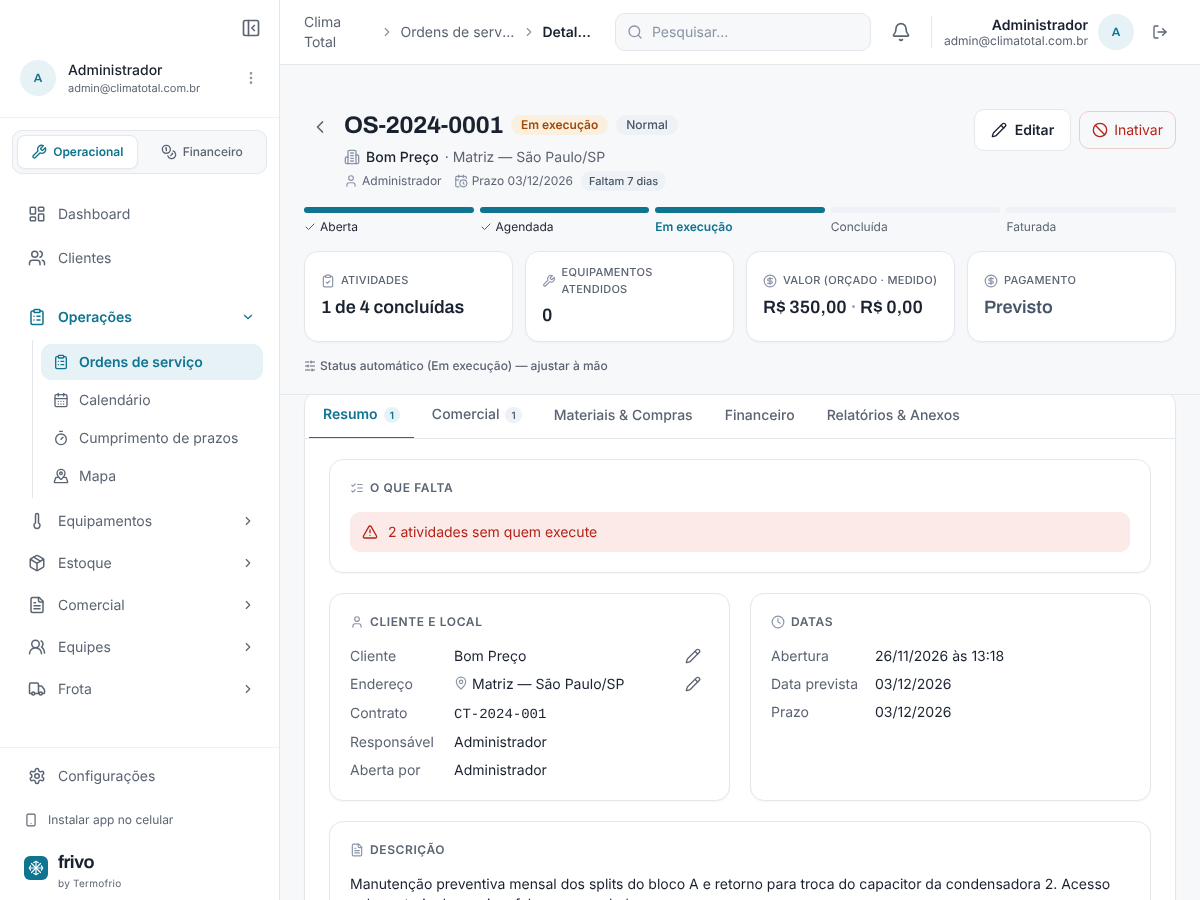 Administrador
admin@climatotal.com.br
A
Operacional
Financeiro
Dashboard
Clientes
Operações
Ordens de serviço
Calendário
Cumprimento de prazos
Mapa
Equipamentos
Estoque
Comercial
Equipes
Frota
Configurações
Instalar app no celular
frivo
by Termofrio
Clima
Total
Ordens de serv...
Detal...
Pesquisar...
Administrador
admin@climatotal.com.br
A
OS-2024-0001
Em execução
Normal
Editar
Inativar
Bom Preço · Matriz — São Paulo/SP
Administrador
Prazo 03/12/2026
Faltam 7 dias
Aberta
Agendada
Em execução
Concluída
Faturada
ATIVIDADES
1 de 4 concluídas
EQUIPAMENTOS
ATENDIDOS
0
VALOR (ORÇADO · MEDIDO)
R$ 350,00 · R$ 0,00
PAGAMENTO
Previsto
Status automático (Em execução) — ajustar à mão
Resumo 1
Comercial 1
Materiais & Compras
Financeiro
Relatórios & Anexos
O QUE FALTA
2 atividades sem quem execute
CLIENTE E LOCAL
Cliente Bom Preço
Endereço Matriz — São Paulo/SP
Contrato CT-2024-001
Responsável Administrador
Aberta por Administrador
DATAS
Abertura 26/11/2026 às 13:18
Data prevista 03/12/2026
Prazo 03/12/2026
DESCRIÇÃO
Manutenção preventiva mensal dos splits do bloco A e retorno para troca do capacitor da condensadora 2. Acesso